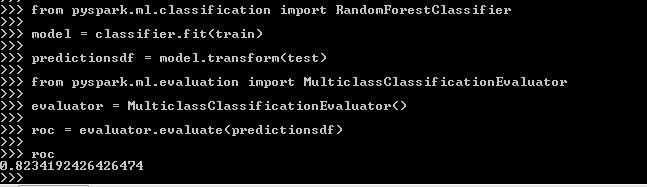 >>> from pyspark.ml.classification import RandomForestClassifier
>>>
>>> model = classifier.fit(train)
>>>
>>> predictionsdf = model.transform(test)
>>>
>>> from pyspark.ml.evaluation import MulticlassClassificationEvaluator
>>>
>>> evaluator = MulticlassClassificationEvaluator()
>>>
>>> roc = evaluator.evaluate(predictionsdf)
>>>
>>> roc
0.8234192426426474
>>>